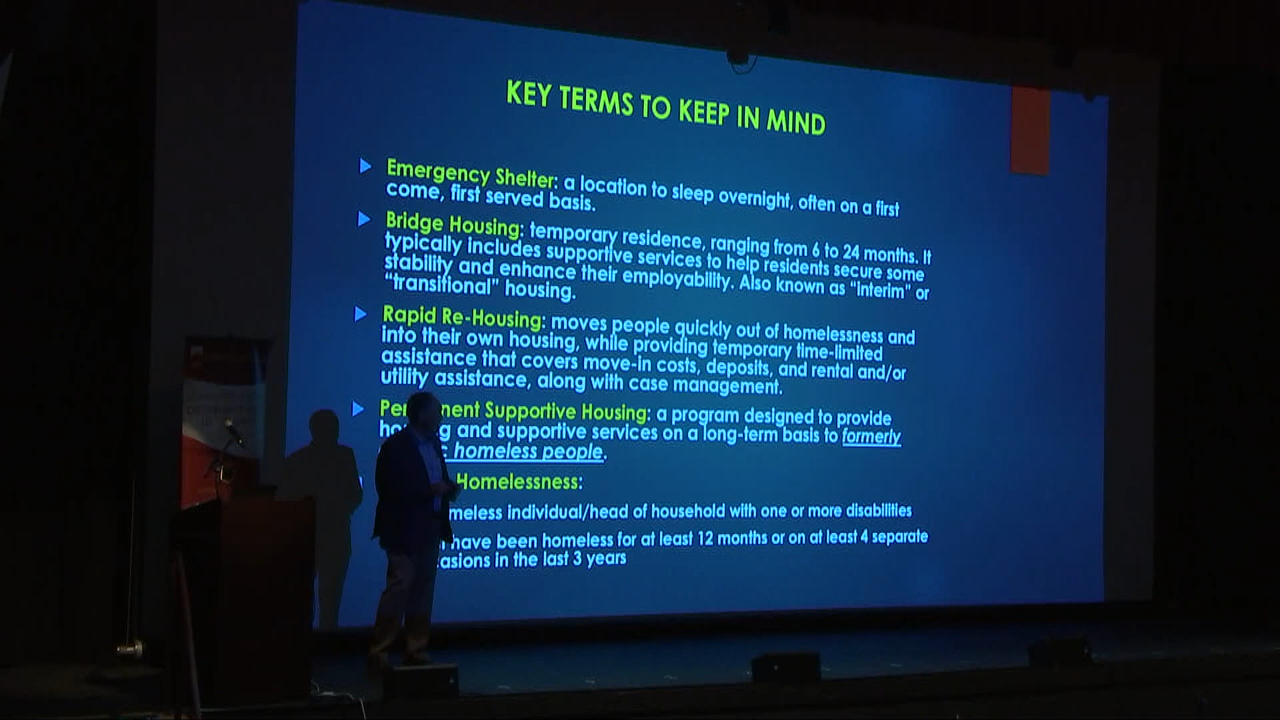 KEY TERMS TO KEEP IN MIND
Emergency Shelter: a location to sleep overnight, often on a first
come, first served basis.
Bridge Housing: temporary residence, ranging from 6 to 24 months. It
typically includes supportive services to help residents secure some
stability and enhance their employability. Also known as "interim" or
"transitional" housing.
Rapid Re-Housing: moves people quickly out of homelessness and
into their own housing, while providing temporary time-limited
assistance that covers move-in costs, deposits, and rental and/or
utility assistance, along with case management.
Supportive Housing: a program designed to provide
and supportive services on a long-term basis to formerly
homeless people.
Homelessness:
individual/head of household with one or more disabilities
have been homeless for at least 12 months or on at least 4 separate
in the last 3 years